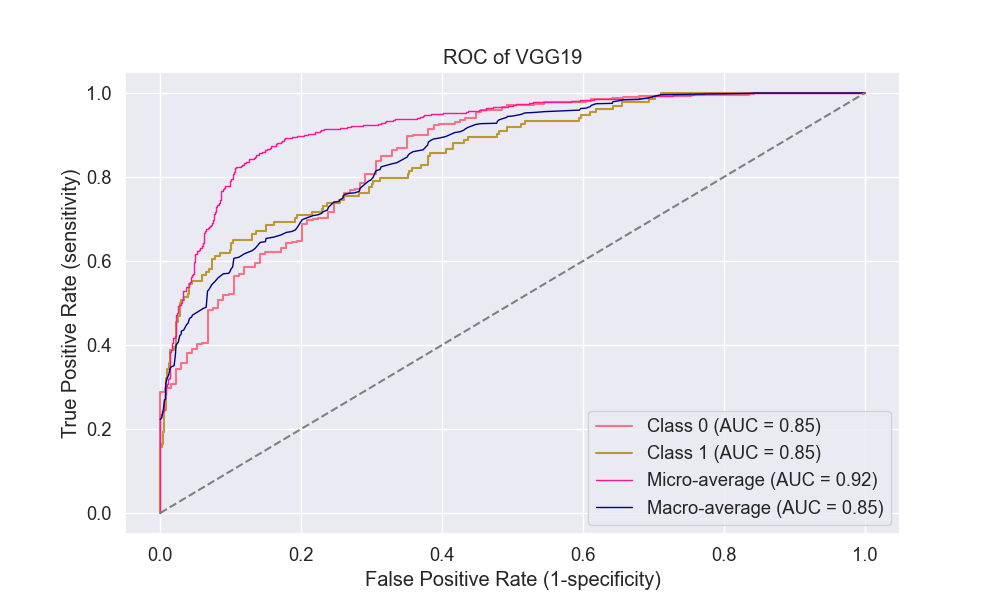 ROC of VGG19
True Positive Rate (sensitivity)
1.0
0.8
0.6
0.4
0.2
0.0
Class 0 (AUC = 0.85)
Class 1 (AUC = 0.85)
Micro-average (AUC = 0.92)
Macro-average (AUC = 0.85)
0.0 0.2 0.4 0.6 0.8 1.0
False Positive Rate (1-specificity)